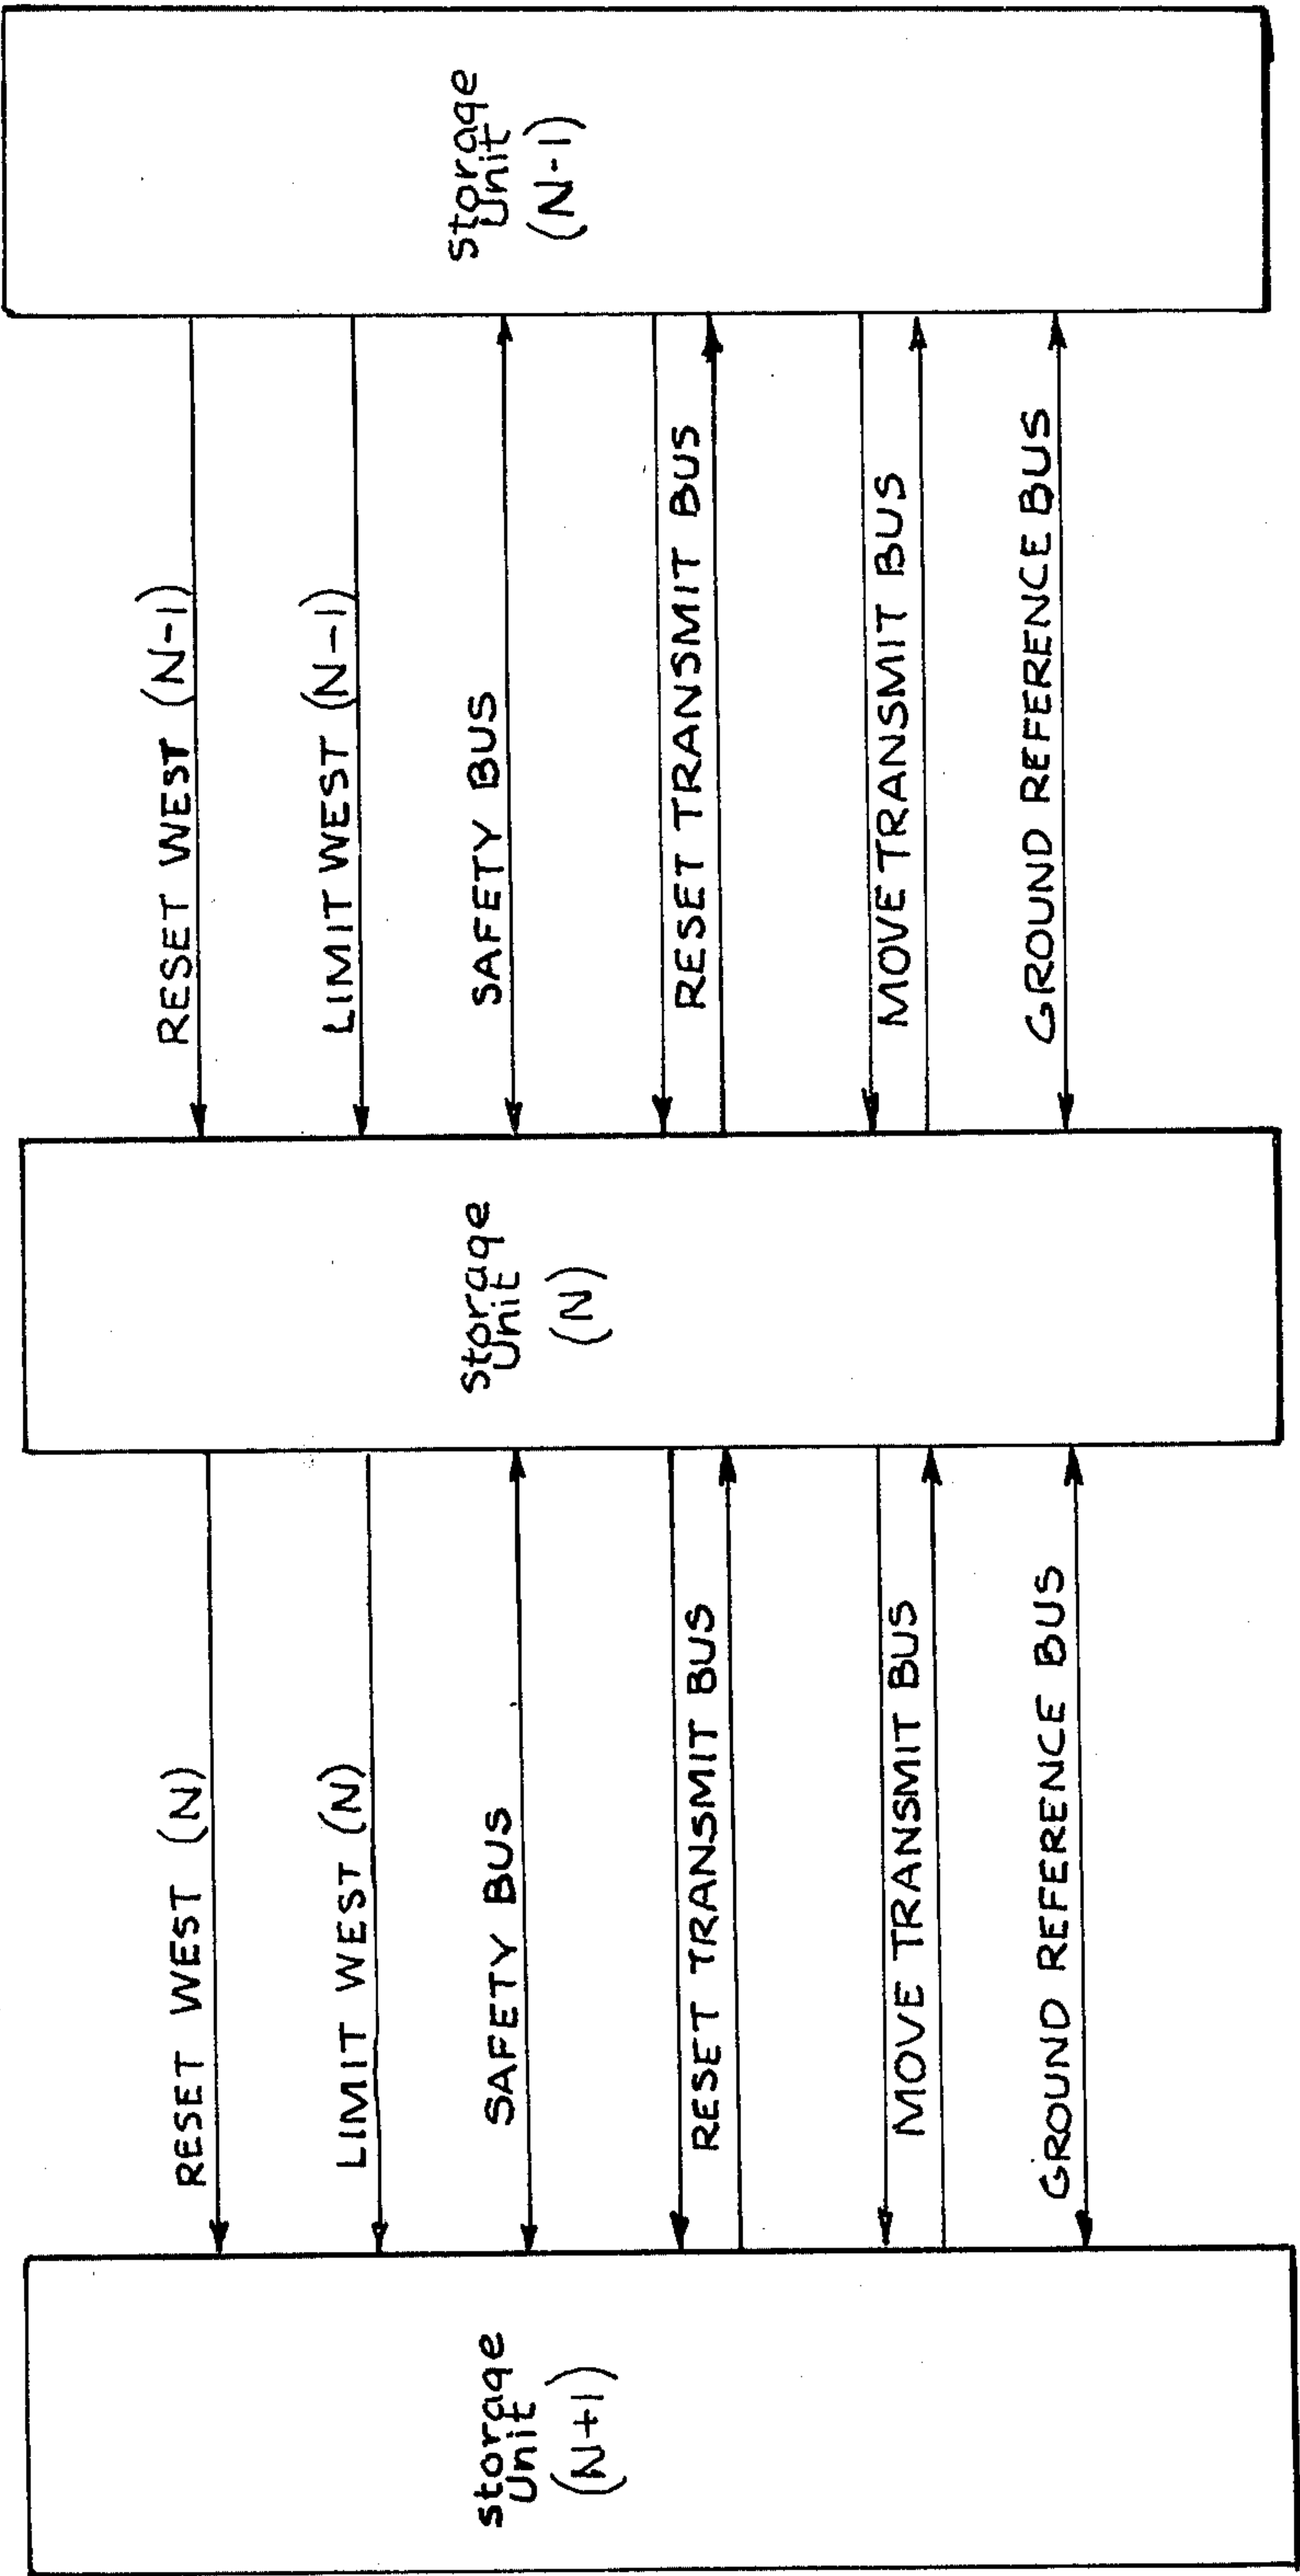 storage
Unit
(N+1)
RESET WEST (N)
LIMIT WEST (N)
SAFETY BUS
RESET TRANSMIT BUS
MOVE TRANSMIT BUS
GROUND REFERENCE BUS
storage
Unit
(N)
RESET WEST (N-1)
LIMIT WEST (N-1)
SAFETY BUS
RESET TRANSMIT BUS
MOVE TRANSMIT BUS
GROUND REFERENCE BUS
storage
Unit
(N-1)